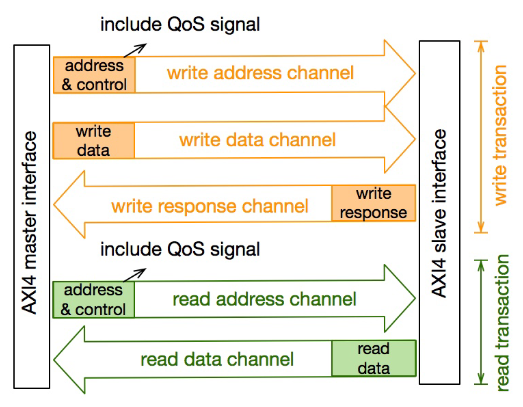 include QoS signal
address
& control
write address channel
write
data
write data channel
write response channel
write
response
include QoS signal
address
& control
read address channel
read data channel
read
data
AXI4 master interface
AXI4 slave interface
write transaction
read transaction